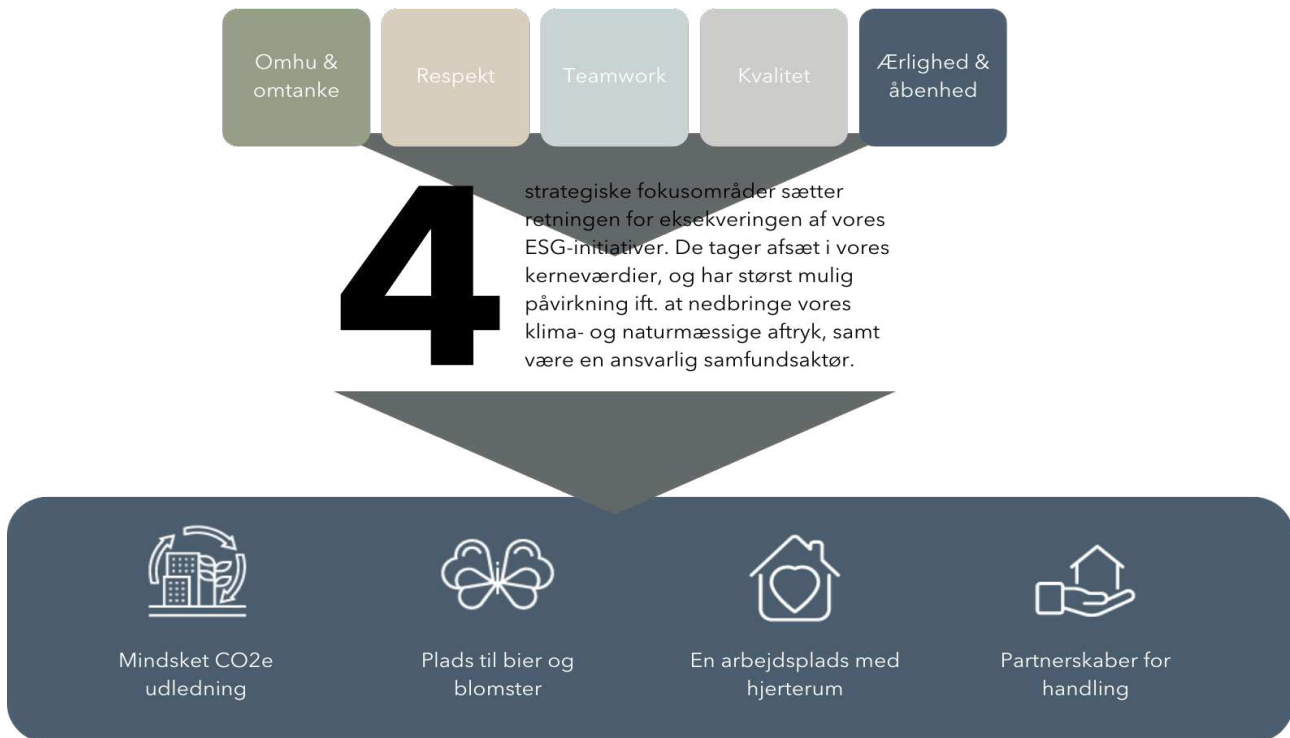 Omhu &
omtanke
Respekt
Teamwork
Kvalitet
Ærlighed &
åbenhed
4
strategiske fokusområder sætter
retningen for eksekveringen af vores
ESG-initiativer. De tager afsæt i vores
kerneværdier, og har størst mulig
påvirkning ift. at nedbringe vores
klima- og naturmæssige aftryk, samt
være en ansvarlig samfundsaktør.
Mindsket CO2e
udledning
Plads til bier og
blomster
En arbejdsplads med
hjerterum
Partnerskaber for
handling